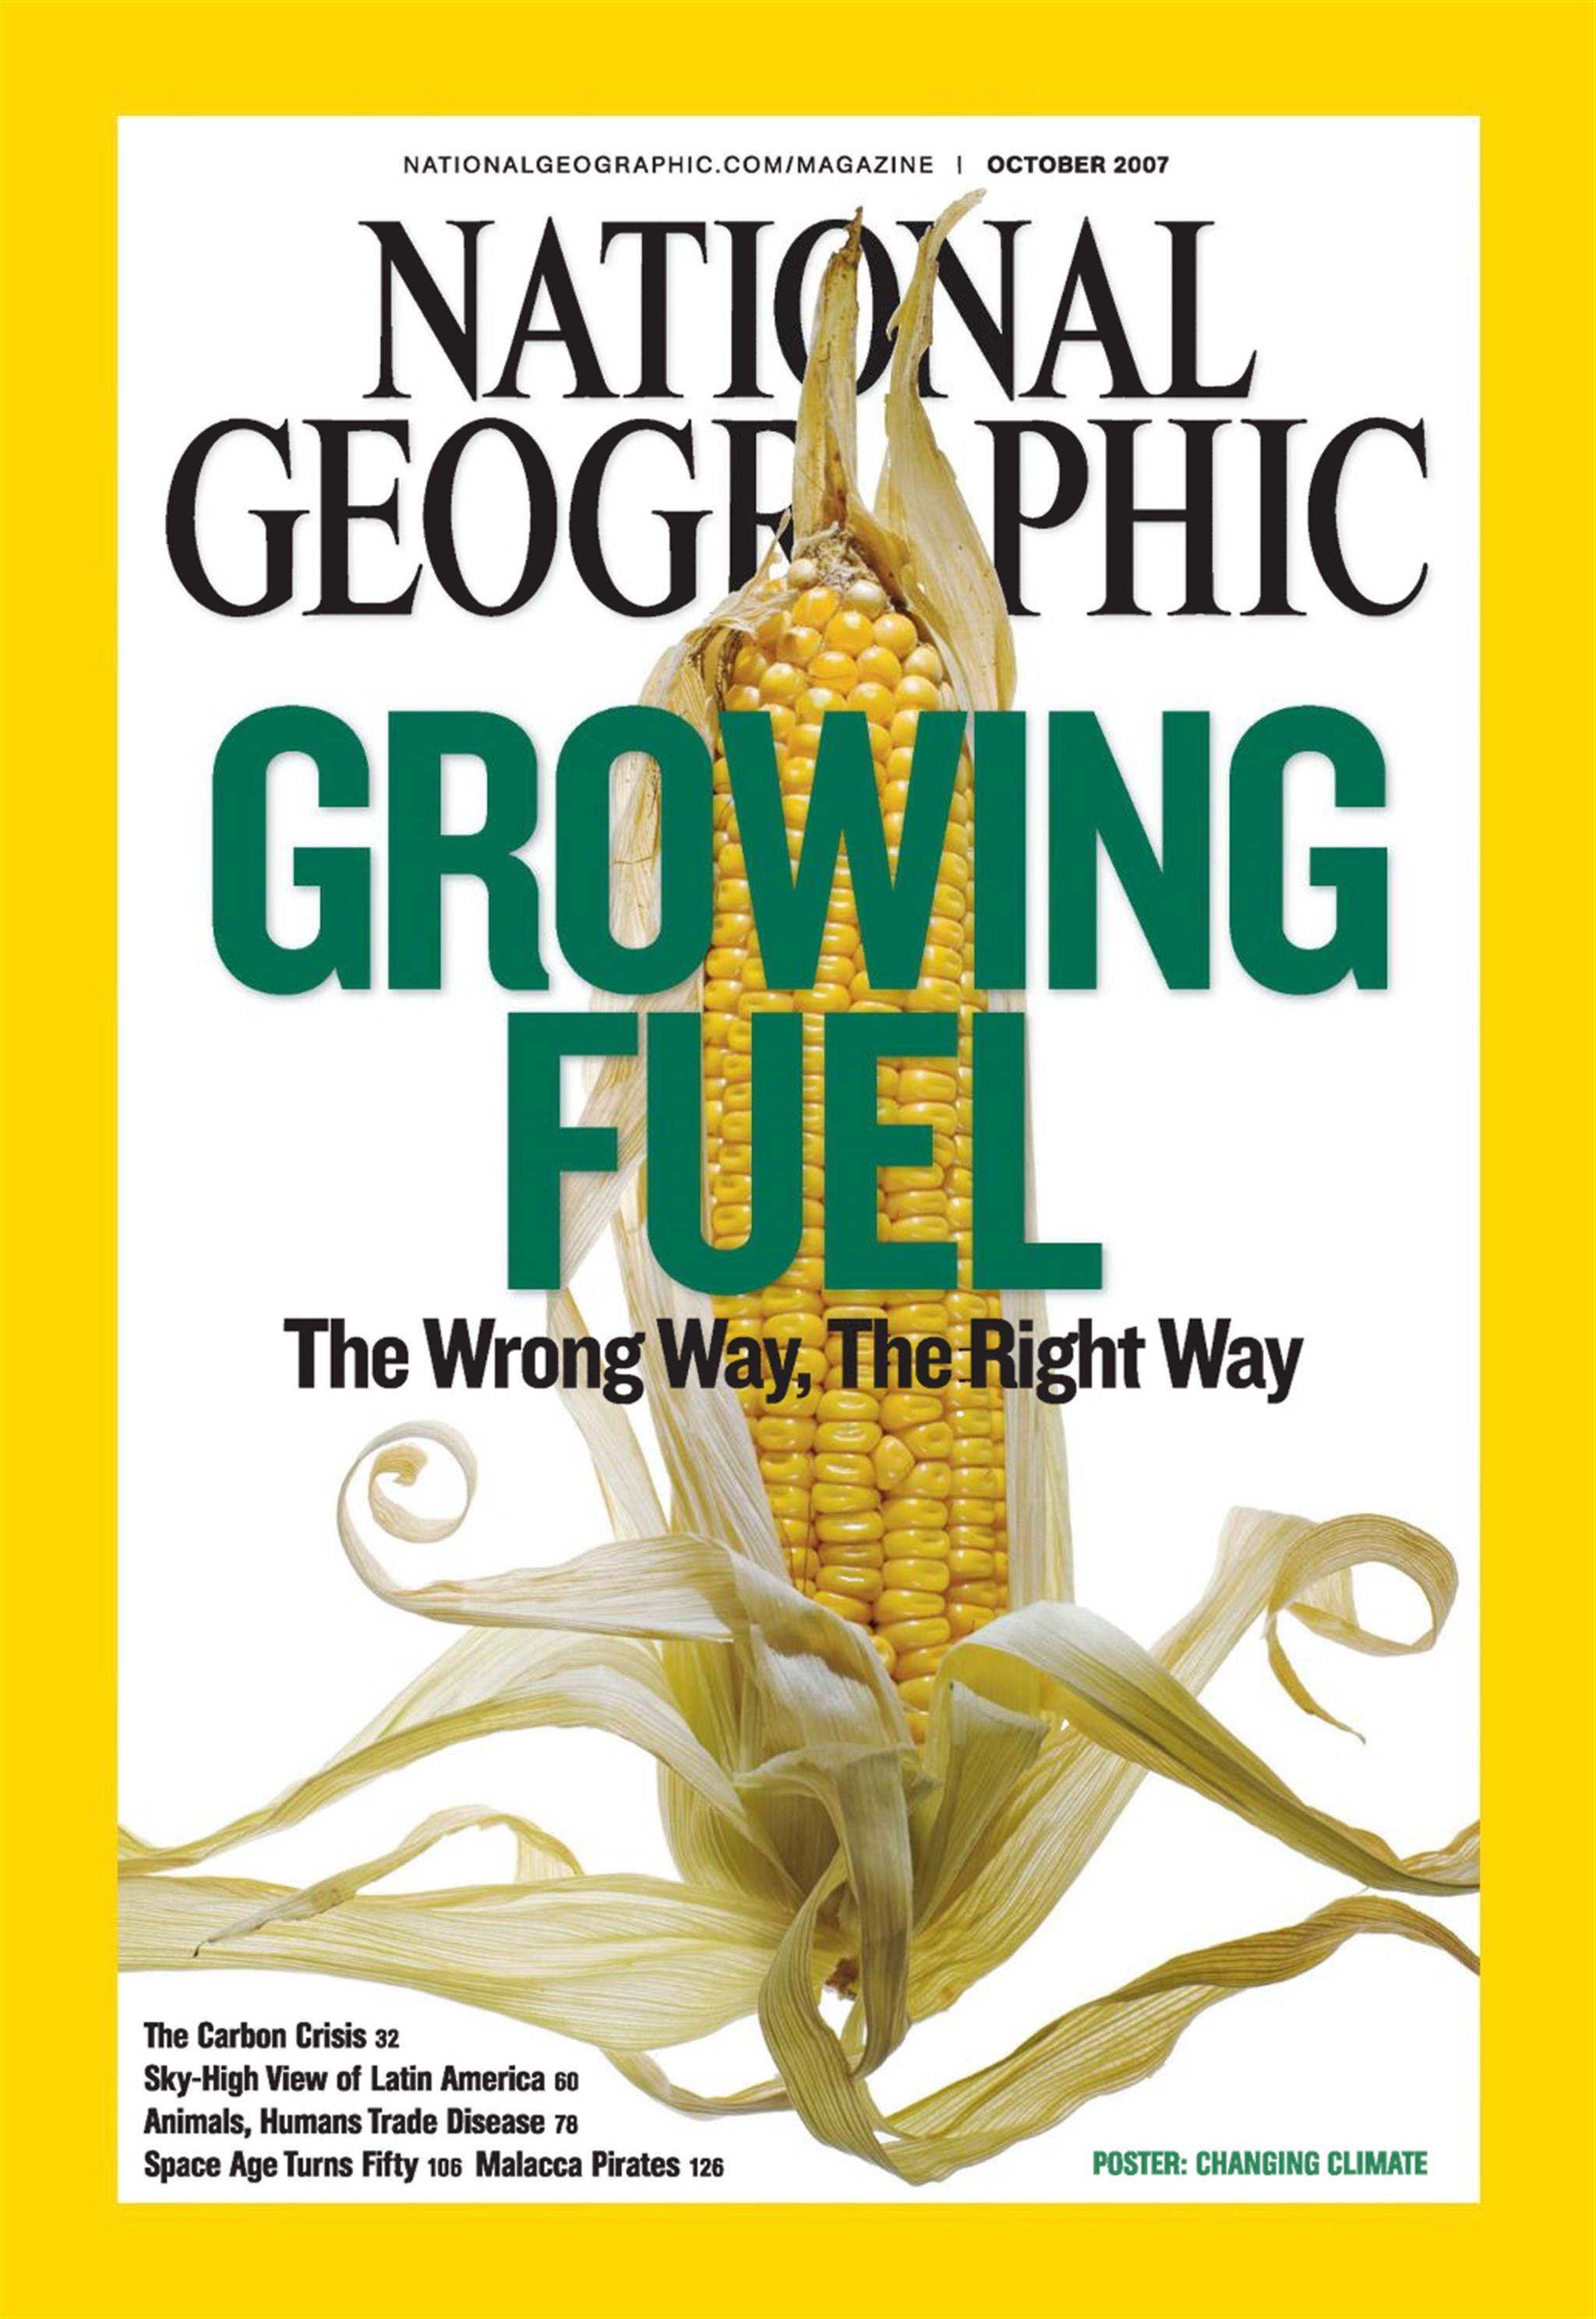 NATIONALGEOGRAPHIC.COM/MAGAZINE | OCTOBER 2007
NATIONAL
GEOGRAPHIC
GROWING
FUEL
The Wrong Way, The Right Way
The Carbon Crisis 32
Sky-High View of Latin America 60
Animals, Humans Trade Disease 78
Space Age Turns Fifty 106 Malacca Pirates 126
POSTER: CHANGING CLIMATE